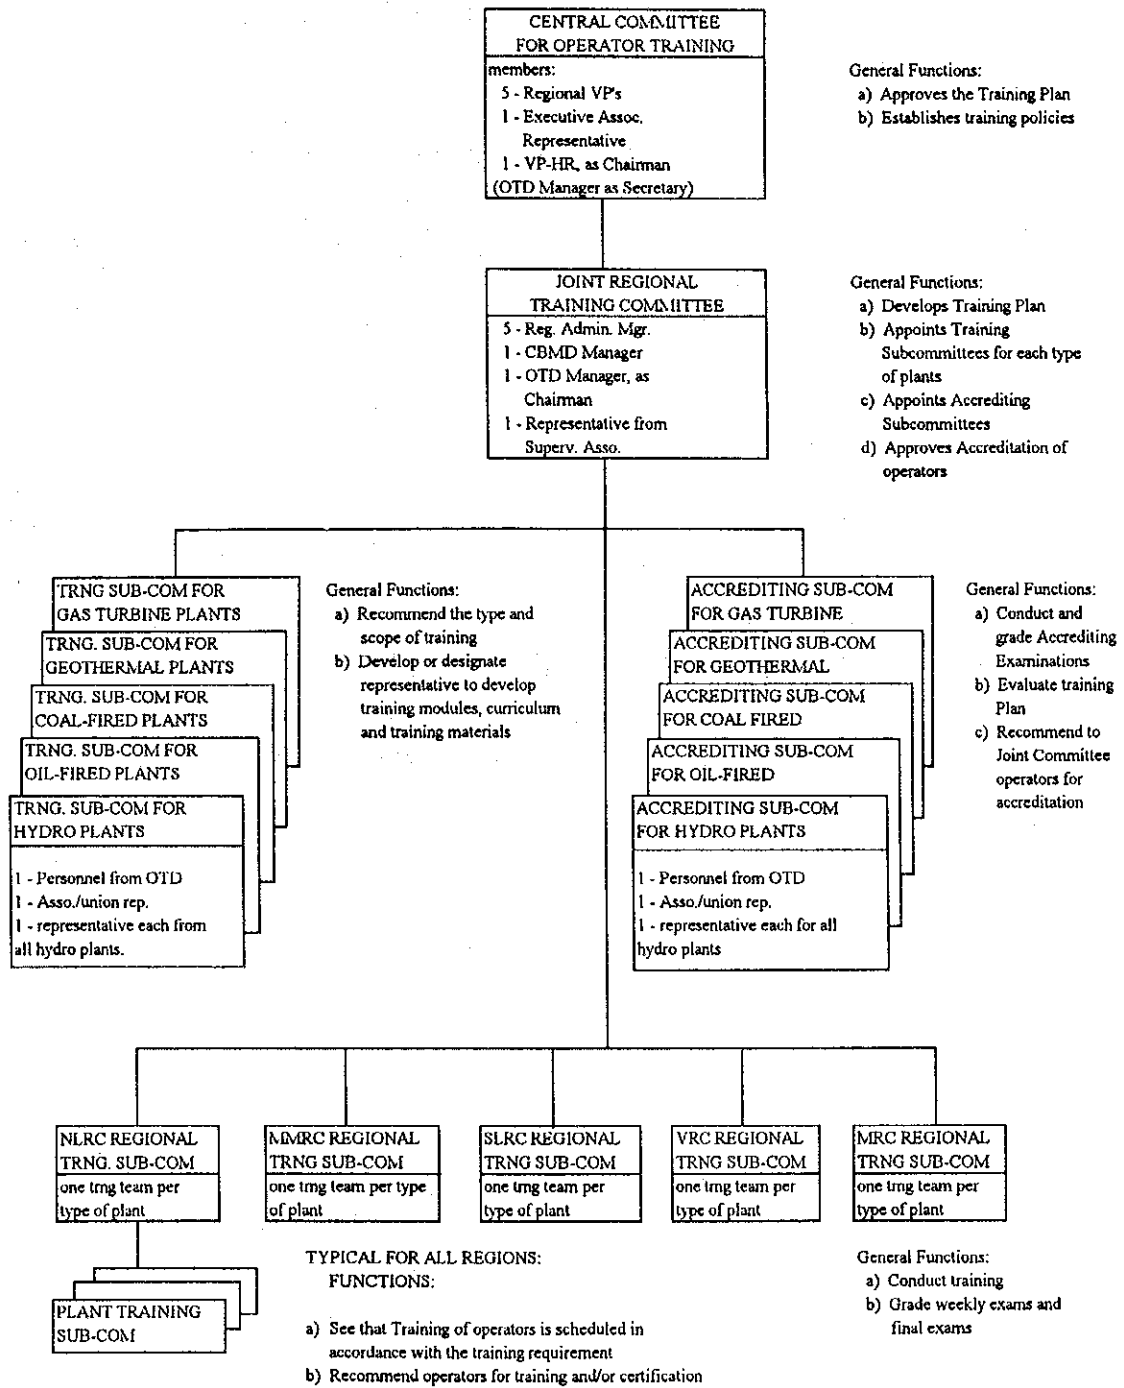 CENTRAL COMMITTEE
FOR OPERATOR TRAINING
members:
5 - Regional VP's
1 - Executive Assoc.
Representative
1 - VP-HR, as Chairman
(OTD Manager as Secretary)
General Functions:
a) Approves the Training Plan
b) Establishes training policies
JOINT REGIONAL
TRAINING COMMITTEE
5 - Reg. Admin. Mgr.
1 - CBMD Manager
1 - OTD Manager, as
Chairman
1 - Representative from
Superv. Asso.
General Functions:
a) Develops Training Plan
b) Appoints Training
Subcommittees for each type
of plants
c) Appoints Accrediting
Subcommittees
d) Approves Accreditation of
operators
TRNG SUB-COM FOR
GAS TURBINE PLANTS
TRNG. SUB-COM FOR
GEOTHERMAL PLANTS
TRNG. SUB-COM FOR
COAL-FIRED PLANTS
TRNG. SUB-COM FOR
OIL-FIRED PLANTS
TRNG. SUB-COM FOR
HYDRO PLANTS
1 - Personnel from OTD
1 - Asso./union rep.
1 - representative each from
all hydro plants.
General Functions:
a) Recommend the type and
scope of training
b) Develop or designate
representative to develop
training modules, curriculum
and training materials
ACCREDITING SUB-COM
FOR GAS TURBINE
ACCREDITING SUB-COM
FOR GEOTHERMAL
ACCREDITING SUB-COM
FOR COAL FIRED
ACCREDITING SUB-COM
FOR OIL-FIRED
ACCREDITING SUB-COM
FOR HYDRO PLANTS
1 - Personnel from OTD
1 - Asso./union rep.
1 - representative each for all
hydro plants
General Functions:
a) Conduct and
grade Accrediting
Examinations
b) Evaluate training
Plan
c) Recommend to
Joint Committee
operators for
accreditation
NLRC REGIONAL
TRNG. SUB-COM
one trng team per
type of plant
MMRC REGIONAL
TRNG SUB-COM
one trng team per type
of plant
SLRC REGIONAL
TRNG SUB-COM
one trng team per
type of plant
VRC REGIONAL
TRNG SUB-COM
one trng team per
type of plant
MRC REGIONAL
TRNG SUB-COM
one trng team per
type of plant
PLANT TRAINING
SUB-COM
TYPICAL FOR ALL REGIONS:
FUNCTIONS:
a) See that Training of operators is scheduled in
accordance with the training requirement
b) Recommend operators for training and/or certification
General Functions:
a) Conduct training
b) Grade weekly exams and
final exams